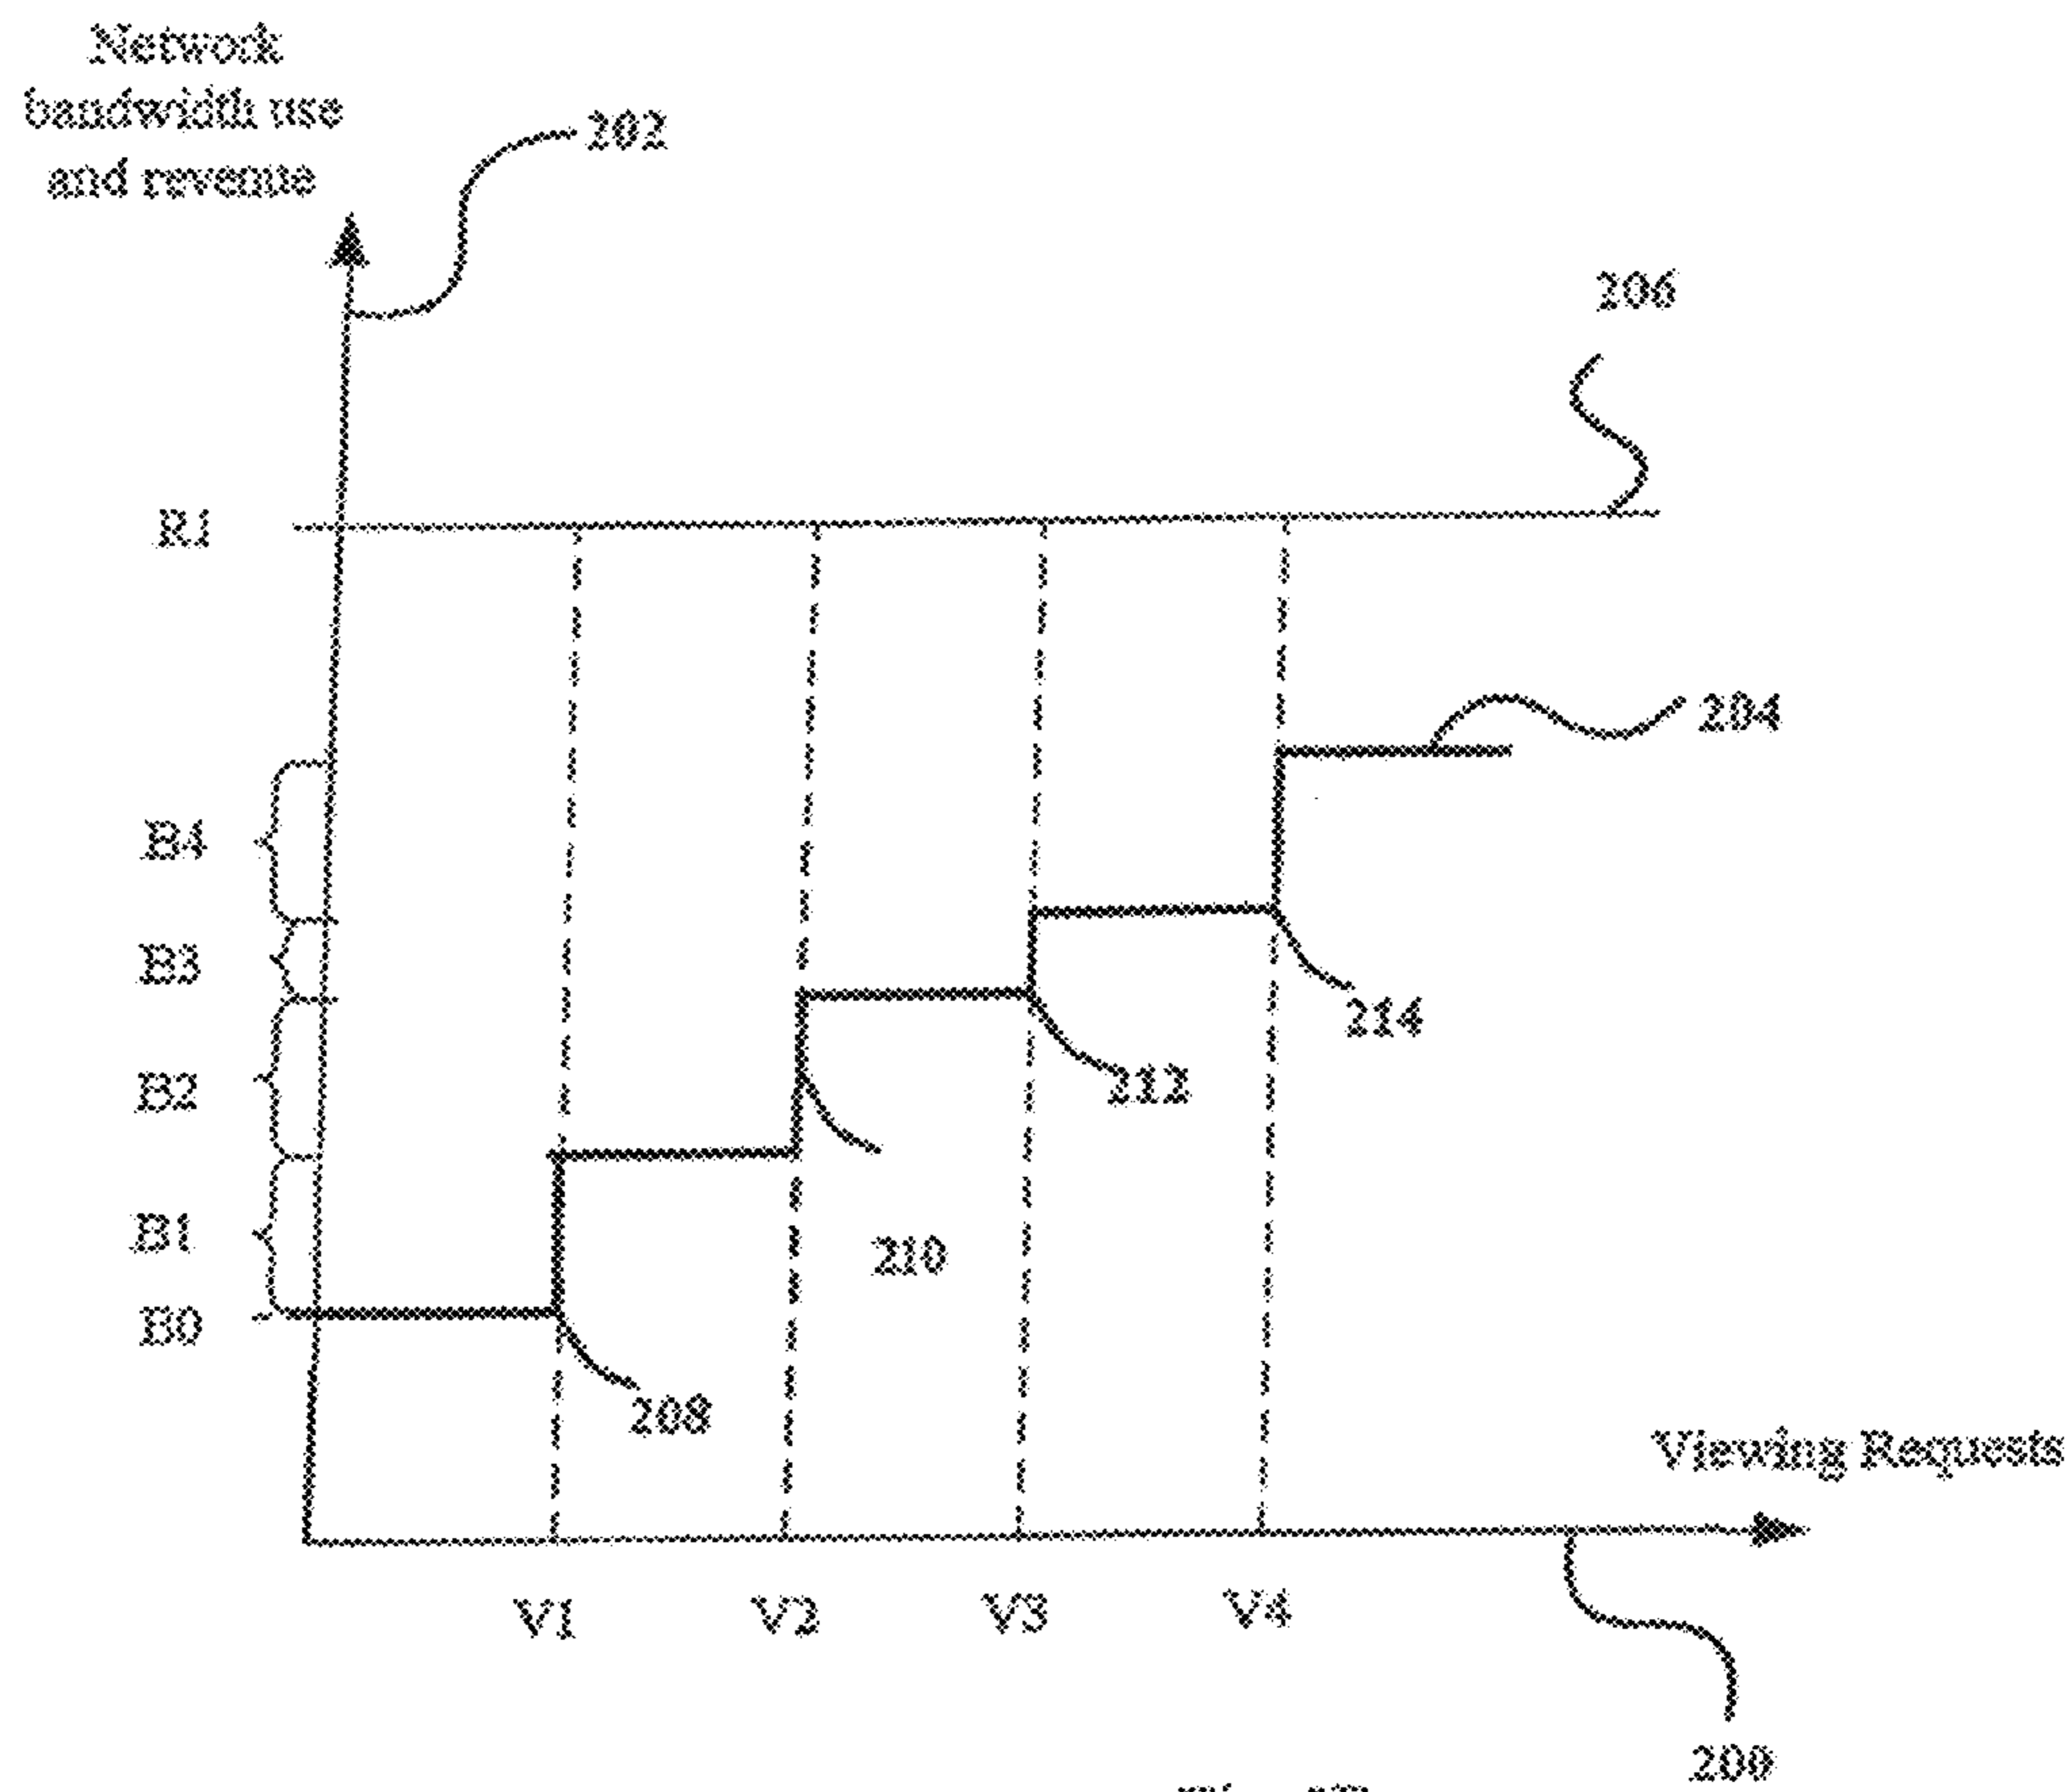 Network
bandwidth use
and revenue
202
206
R1
204
B4
B3
214
B2
212
B1
210
B0
208
Viewing Requests
V1 V2 V3 V4
200